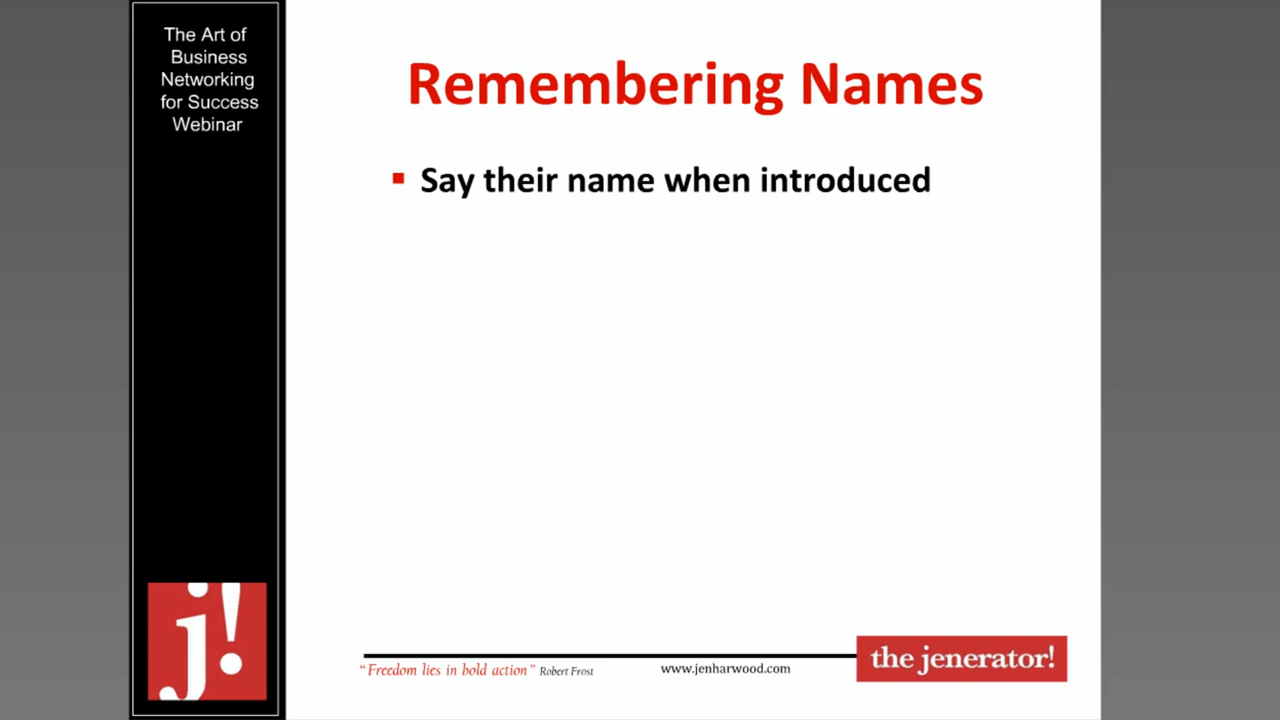 The Art of
Business
Networking
for Success
Webinar
Remembering Names
▪ Say their name when introduced
j!
"Freedom lies in bold action" Robert Frost
www.jenharwood.com
the jenerator!